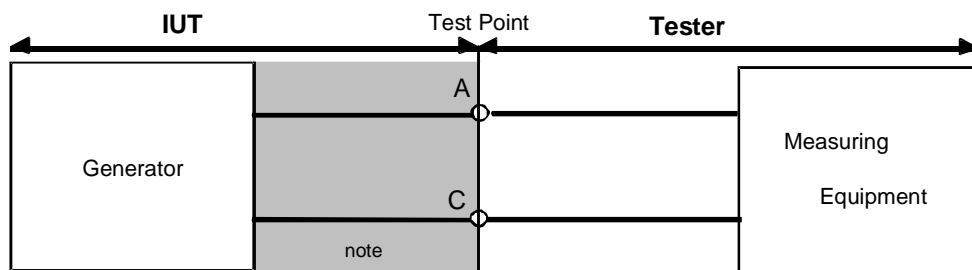 IUT
Test Point
Tester
A
Generator
Measuring
Equipment
C
note